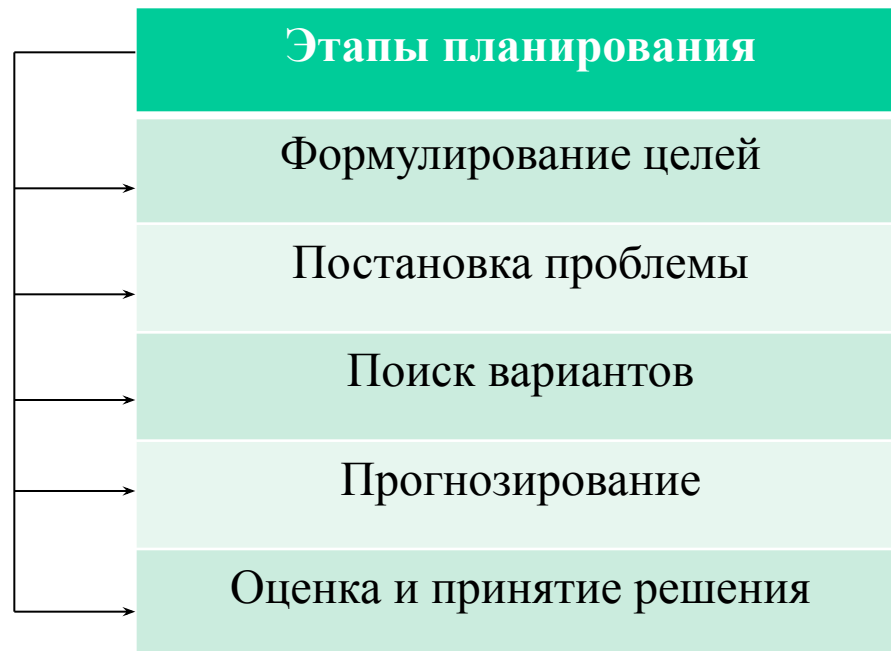 Этапы планирования
Формулирование целей
Постановка проблемы
Поиск вариантов
Прогнозирование
Оценка и принятие решения